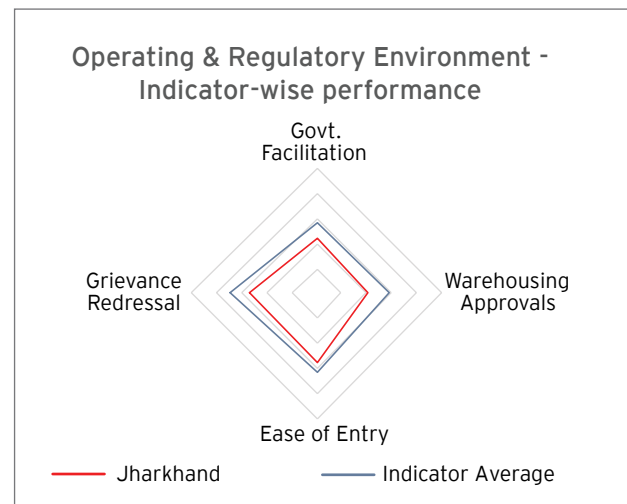 Operating & Regulatory Environment -
Indicator-wise performance
Govt.
Facilitation
Grievance
Redressal
Warehousing
Approvals
Ease of Entry
Jharkhand
Indicator Average